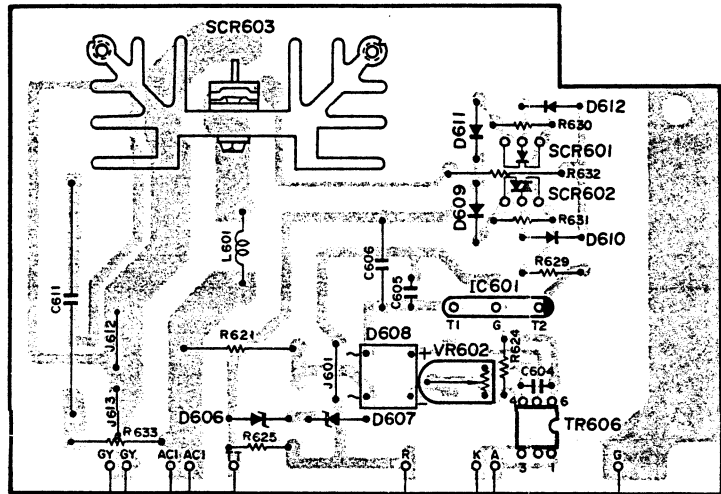 SCR603
D612
D611
R630
SCR601
R632
SCR602
D609
R631
D610
L601
C606
C605
R629
IC601
T1 G T2
C611
J612
R621
D608
+
VR602
R624
J601
C604
4 6
J613
D606
D607
TR606
R633
R625
3 1
GY GY AC1 AC1
R K A G